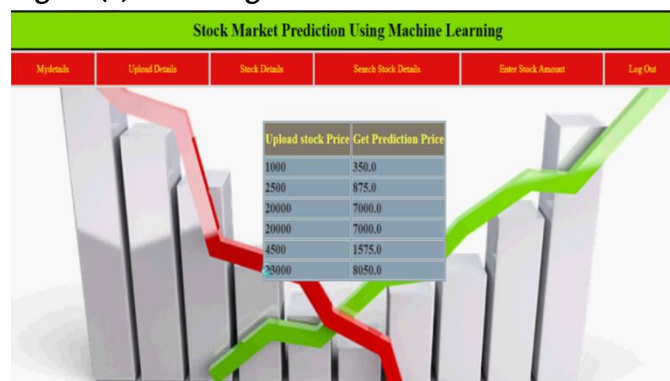 Stock Market Prediction Using Machine Learning
Mydetails Upload Details Stock Details Search Stock Details Enter Stock Amount Log Out
Upload stock Price Get Prediction Price
1000 350.0
2500 875.0
20000 7000.0
20000 7000.0
4500 1575.0
23000 8050.0